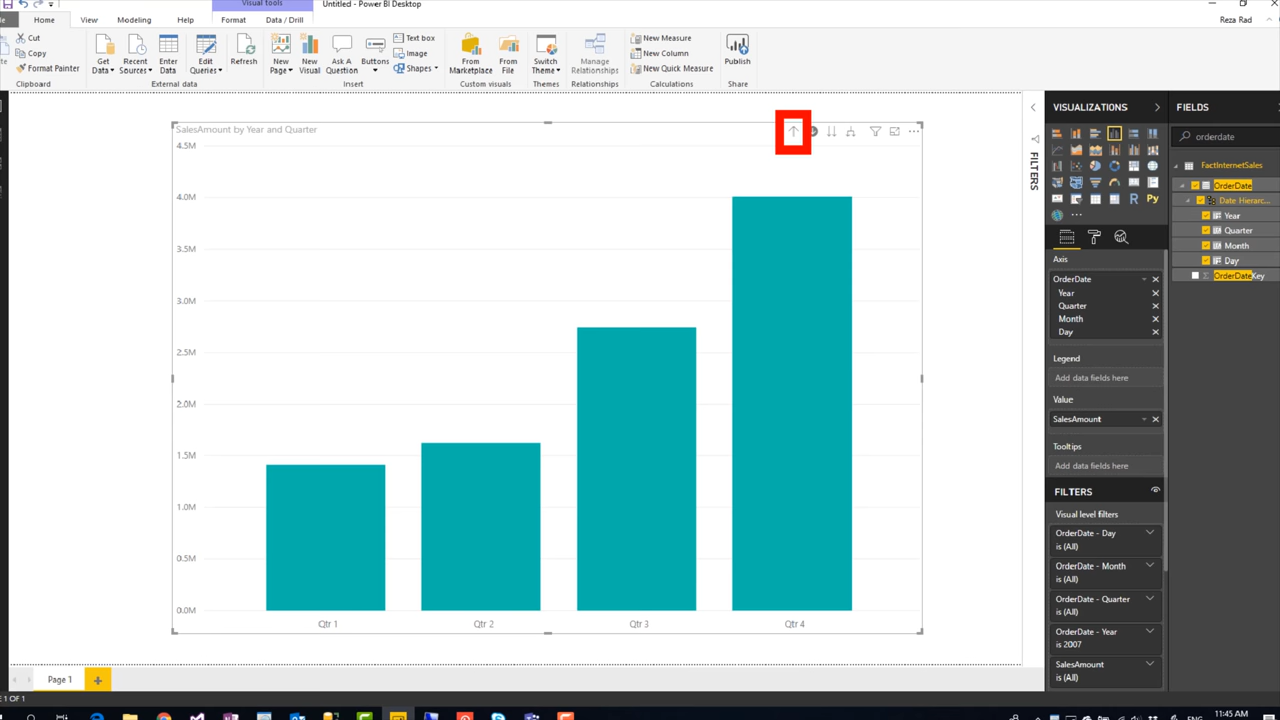 Visual tools
Untitled - Power BI Desktop
Reza Rad
Home View Modeling Help Format Data / Drill
Cut
Copy
Format Painter
Clipboard
Get Data
Recent Sources
Enter Data
Edit Queries
Refresh
External data
New Page
New Visual
Ask A Question
Buttons
Text box
Image
Shapes
Insert
From Marketplace
From File
Custom visuals
Switch Theme
Themes
Manage Relationships
Relationships
New Measure
New Column
New Quick Measure
Calculations
Publish
Share
SalesAmount by Year and Quarter
4.5M
4.0M
3.5M
3.0M
2.5M
2.0M
1.5M
1.0M
0.5M
0.0M
Qtr 1 Qtr 2 Qtr 3 Qtr 4
FILTERS
VISUALIZATIONS
R Py
Axis
OrderDate
Year
Quarter
Month
Day
Legend
Add data fields here
Value
SalesAmount
Tooltips
Add data fields here
FILTERS
Visual level filters
OrderDate - Day
is (All)
OrderDate - Month
is (All)
OrderDate - Quarter
is (All)
OrderDate - Year
is 2007
SalesAmount
is (All)
FIELDS
orderdate
FactInternetSales
OrderDate
Date Hierarc...
Year
Quarter
Month
Day
OrderDateKey
Page 1
1 OF 1
ENG
11:45 AM